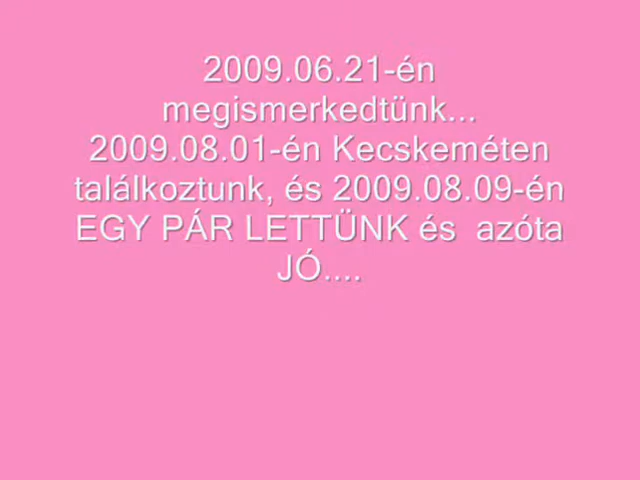 2009.06.21-én
megismerkedtünk...
2009.08.01-én Kecskeméten
találkoztunk, és 2009.08.09-én
EGY PÁR LETTÜNK és  azóta
JÓ....